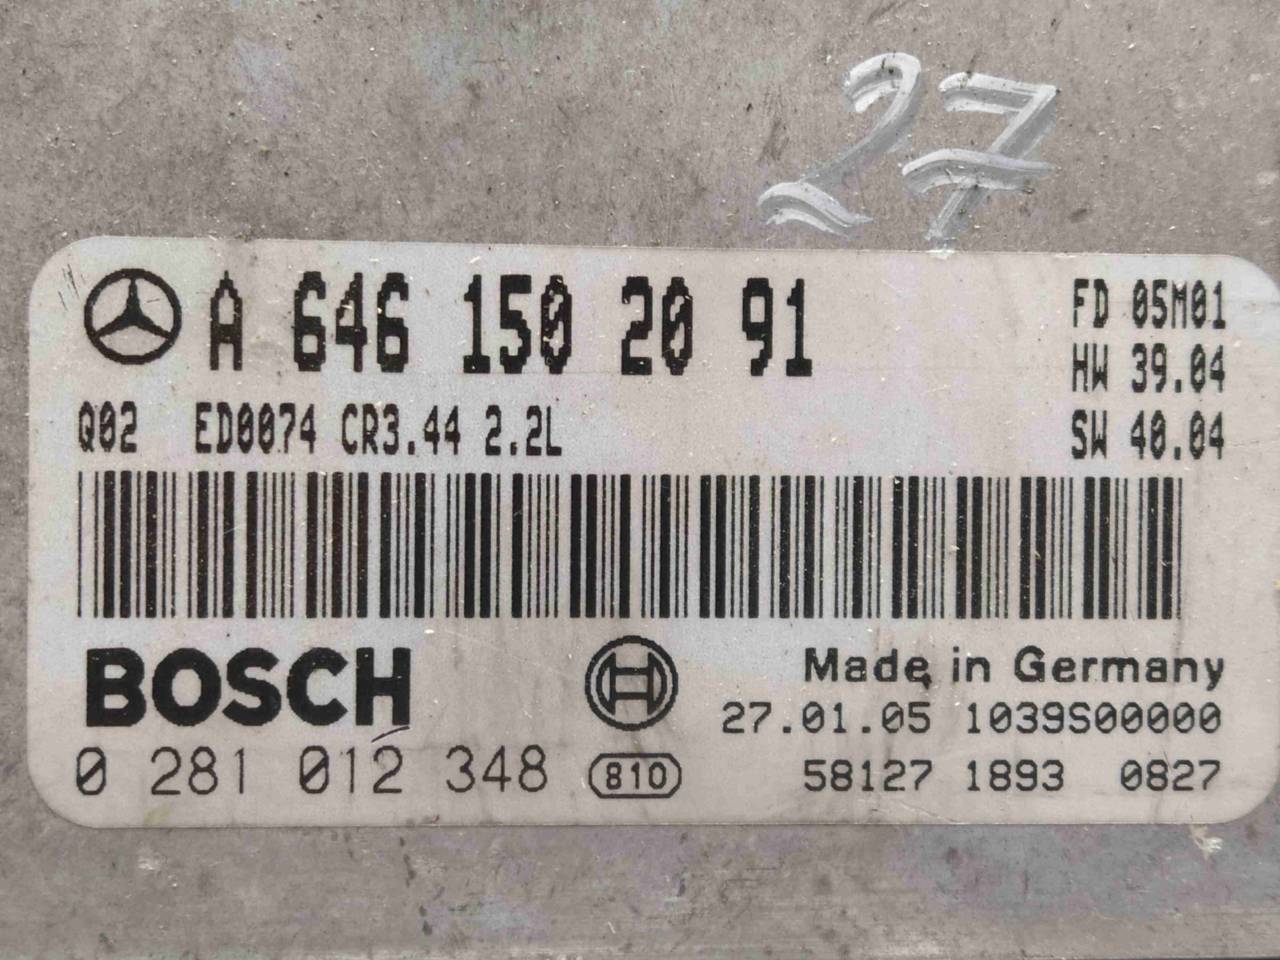 27
A 646 150 20 91
FD 05M01
HW 39.04
Q02 ED0074 CR3.44 2.2L
SW 40.04
BOSCH
Made in Germany
27.01.05 1039S00000
0 281 012 348
810
58127 1893 0827